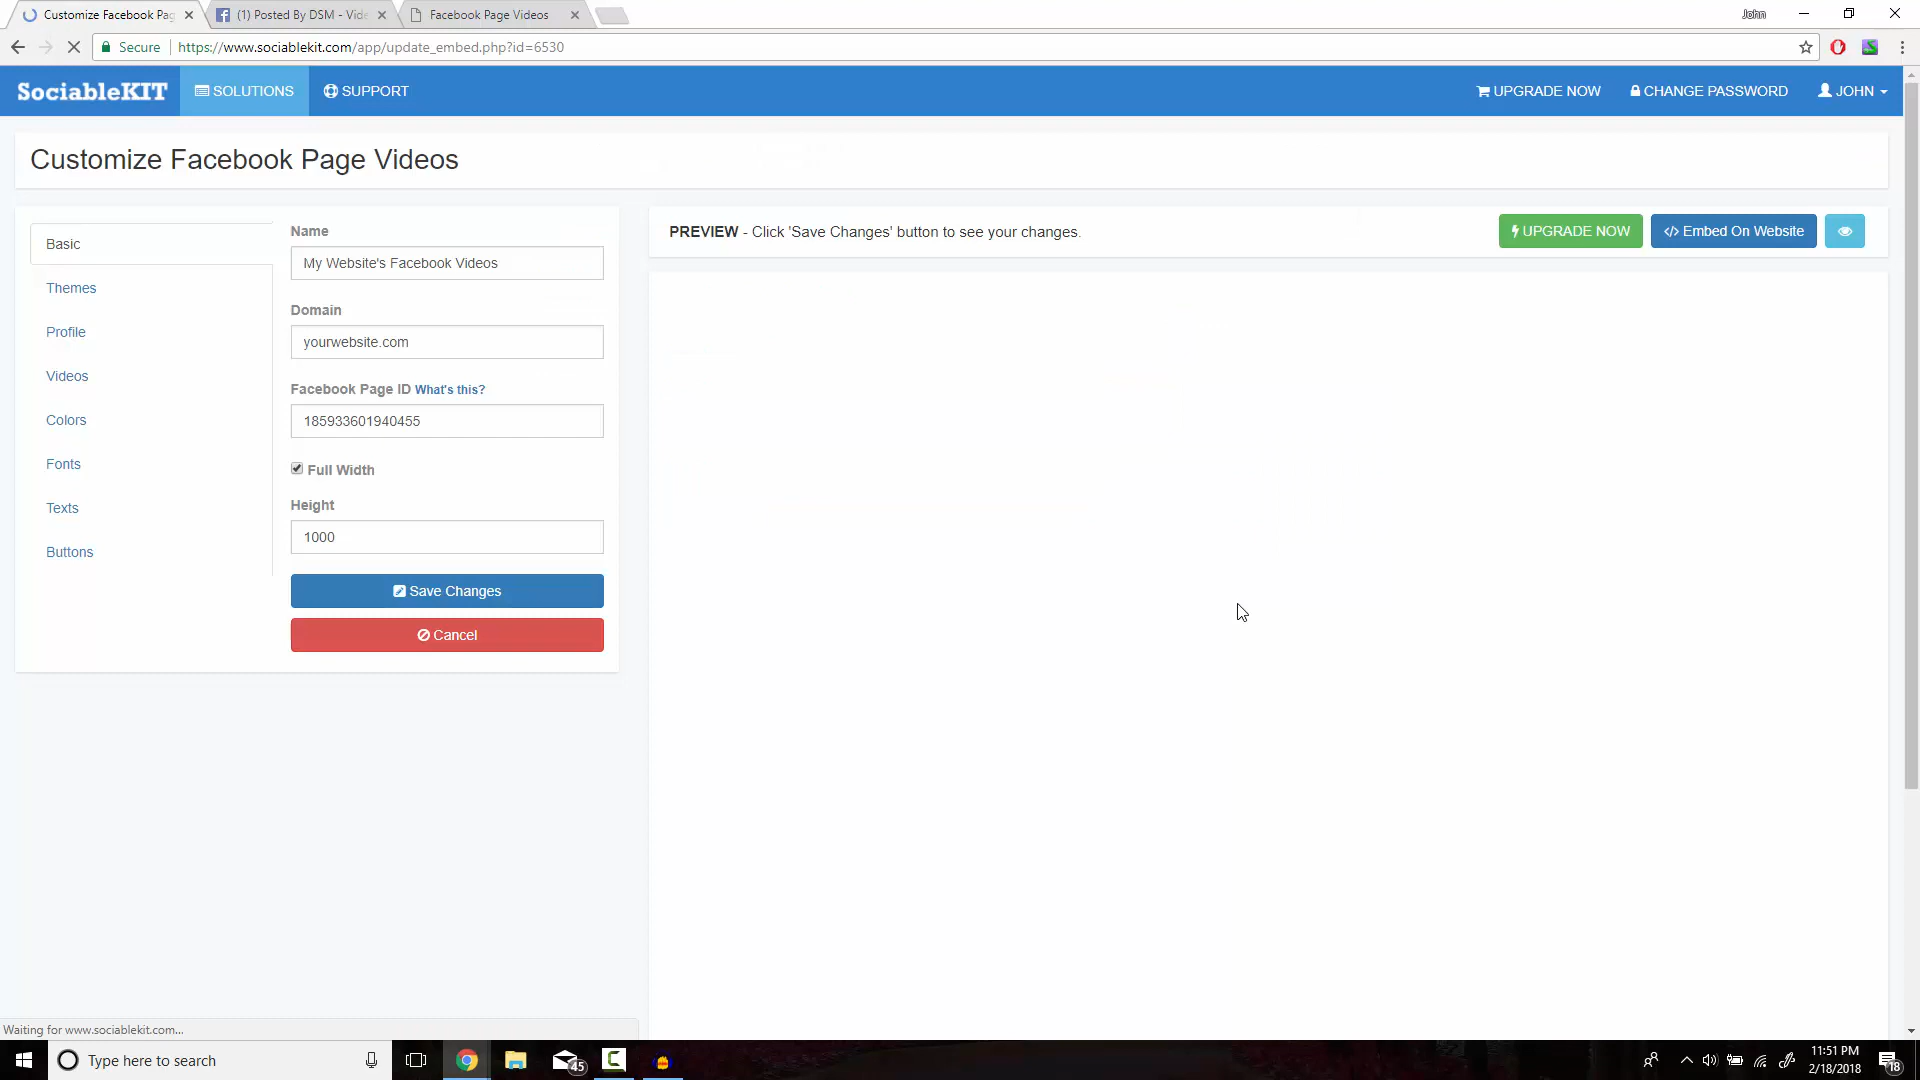 Customize Facebook Pag
(1) Posted By DSM - Vide
Facebook Page Videos
John
Secure https://www.sociablekit.com/app/update_embed.php?id=6530
SociableKIT SOLUTIONS SUPPORT UPGRADE NOW CHANGE PASSWORD JOHN
Customize Facebook Page Videos
Basic
Themes
Profile
Videos
Colors
Fonts
Texts
Buttons
Name
My Website's Facebook Videos
Domain
yourwebsite.com
Facebook Page ID What's this?
185933601940455
Full Width
Height
1000
Save Changes
Cancel
PREVIEW - Click 'Save Changes' button to see your changes.
UPGRADE NOW
</> Embed On Website
Waiting for www.sociablekit.com...
Type here to search
45
11:51 PM
2/18/2018
18